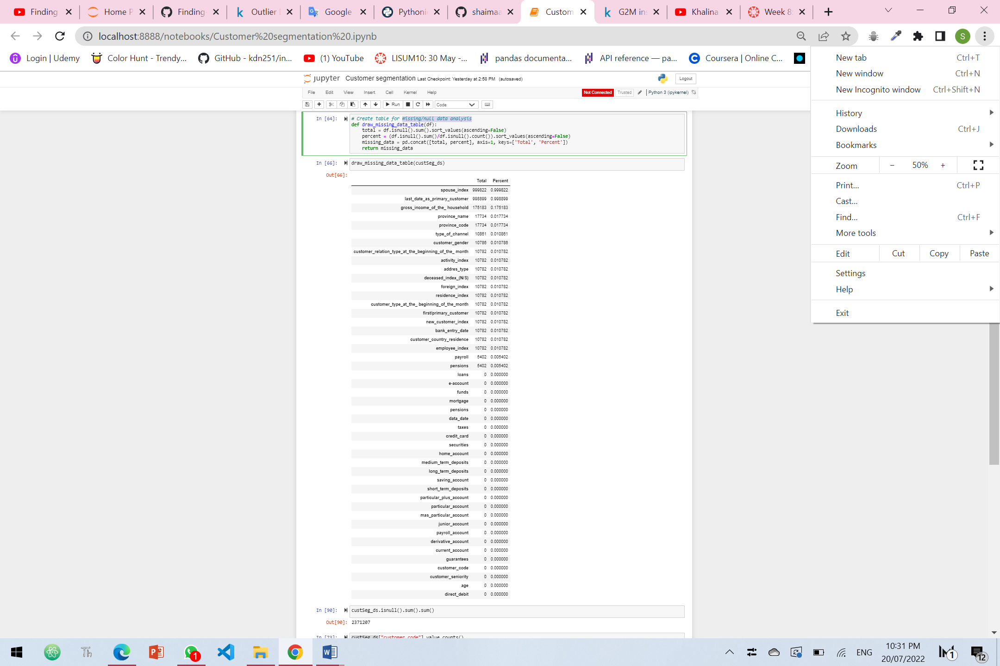 Finding
Home P
Finding-
Outlier
Google
Pythoni
shaimaa
Custom
G2M ins
Khalina
Week 8:
localhost:8888/notebooks/Customer%20segmentation%20.ipynb
S
Login | Udemy
Color Hunt - Trendy...
GitHub - kdn251/in...
(1) YouTube
LISUM10: 30 May -...
pandas documenta...
API reference — pa...
Coursera | Online C...
New tab Ctrl+T
New window Ctrl+N
New Incognito window Ctrl+Shift+N
History
Downloads Ctrl+J
Bookmarks
Zoom - 50% +
Print... Ctrl+P
Cast...
Find... Ctrl+F
More tools
Edit Cut Copy Paste
Settings
Help
Exit
jupyter Customer segmentation Last Checkpoint: Yesterday at 2:58 PM (autosaved)
Logout
File Edit View Insert Cell Kernel Help
Not Connected Trusted Python 3 (ipykernel)
Run Code
In [64]: # Create table for missing/null data analysis
def draw_missing_data_table(df):
total = df.isnull().sum().sort_values(ascending=False)
percent = (df.isnull().sum()/df.isnull().count()).sort_values(ascending=False)
missing_data = pd.concat([total, percent], axis=1, keys=['Total', 'Percent'])
return missing_data
In [66]: draw_missing_data_table(custSeg_ds)
Out[66]:
Total Percent
spouse_index 999822 0.999822
last_date_as_primary_customer 998899 0.998899
gross_income_of_the_ household 175183 0.175183
province_name 17734 0.017734
province_code 17734 0.017734
type_of_channel 10861 0.010861
customer_gender 10786 0.010786
customer_relation_type_at_the_beginning_of_the_ month 10782 0.010782
activity_index 10782 0.010782
addres_type 10782 0.010782
deceased_index_(N/S) 10782 0.010782
foreign_index 10782 0.010782
residence_index 10782 0.010782
customer_type_at_the_ beginning_of_the_month 10782 0.010782
first/primary_customer 10782 0.010782
new_customer_index 10782 0.010782
bank_entry_date 10782 0.010782
customer_country_residence 10782 0.010782
employee_index 10782 0.010782
payroll 5402 0.005402
pensions 5402 0.005402
loans 0 0.000000
e-account 0 0.000000
funds 0 0.000000
mortgage 0 0.000000
pensions 0 0.000000
data_date 0 0.000000
taxes 0 0.000000
credit_card 0 0.000000
securities 0 0.000000
home_account 0 0.000000
medium_term_deposits 0 0.000000
long_term_deposits 0 0.000000
saving_account 0 0.000000
short_term_deposits 0 0.000000
particular_plus_account 0 0.000000
particular_account 0 0.000000
mas_particular_account 0 0.000000
junior_account 0 0.000000
payroll_account 0 0.000000
derivative_account 0 0.000000
current_account 0 0.000000
guarantees 0 0.000000
customer_code 0 0.000000
customer_seniority 0 0.000000
age 0 0.000000
direct_debit 0 0.000000
In [90]: custSeg_ds.isnull().sum().sum()
Out[90]: 2371207
In [73]: custSeg_ds["customer_code"].value_counts()
Th
1
ENG
10:31 PM
20/07/2022
1
12